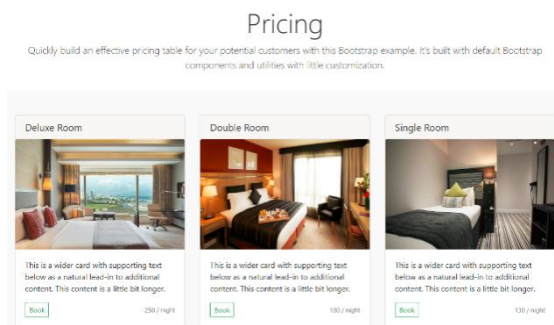 Pricing
Quickly build an effective pricing table for your potential customers with this Bootstrap example. It's built with default Bootstrap
components and utilities with little customization.
Deluxe Room
Double Room
Single Room
This is a wider card with supporting text
below as a natural lead-in to additional
content. This content is a little bit longer.
Book
250 / night
This is a wider card with supporting text
below as a natural lead-in to additional
content. This content is a little bit longer.
Book
180 / night
This is a wider card with supporting text
below as a natural lead-in to additional
content. This content is a little bit longer.
Book
130 / night